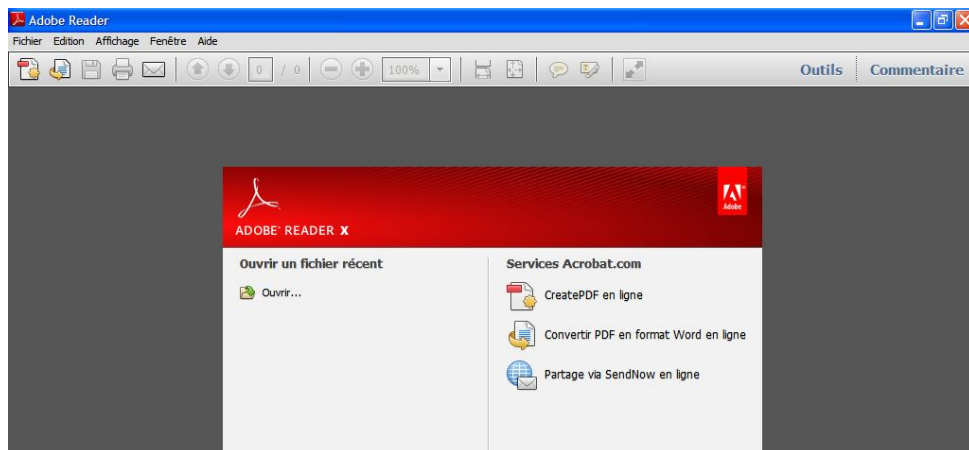 Adobe Reader
Fichier Edition Affichage Fenêtre Aide
0 / 0 100% Outils Commentaire
Adobe
ADOBE® READER X
Ouvrir un fichier récent
Ouvrir...
Services Acrobat.com
CreatePDF en ligne
Convertir PDF en format Word en ligne
Partage via SendNow en ligne